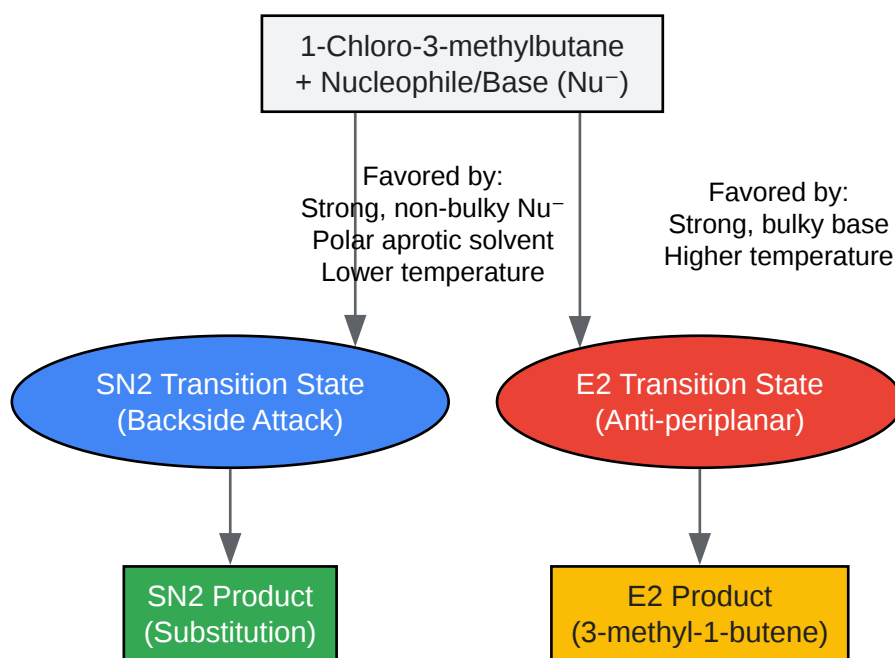 1-Chloro-3-methylbutane
+ Nucleophile/Base (Nu⁻)
Favored by:
Strong, non-bulky Nu⁻
Polar aprotic solvent
Lower temperature
Favored by:
Strong, bulky base
Higher temperature
SN2 Transition State
(Backside Attack)
E2 Transition State
(Anti-periplanar)
SN2 Product
(Substitution)
E2 Product
(3-methyl-1-butene)